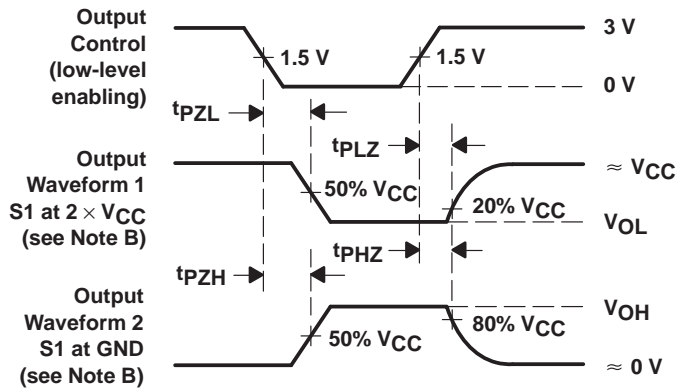 Output
Control
(low-level
enabling)
1.5 V
1.5 V
3 V
0 V
tPZL
tPLZ
Output
Waveform 1
S1 at 2 × VCC
(see Note B)
50% VCC
20% VCC
≈ VCC
VOL
tPZH
tPHZ
Output
Waveform 2
S1 at GND
(see Note B)
50% VCC
80% VCC
VOH
≈ 0 V